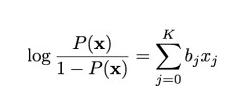 log P(x) / (1 − P(x)) = ∑_{j=0}^{K} b_j x_j